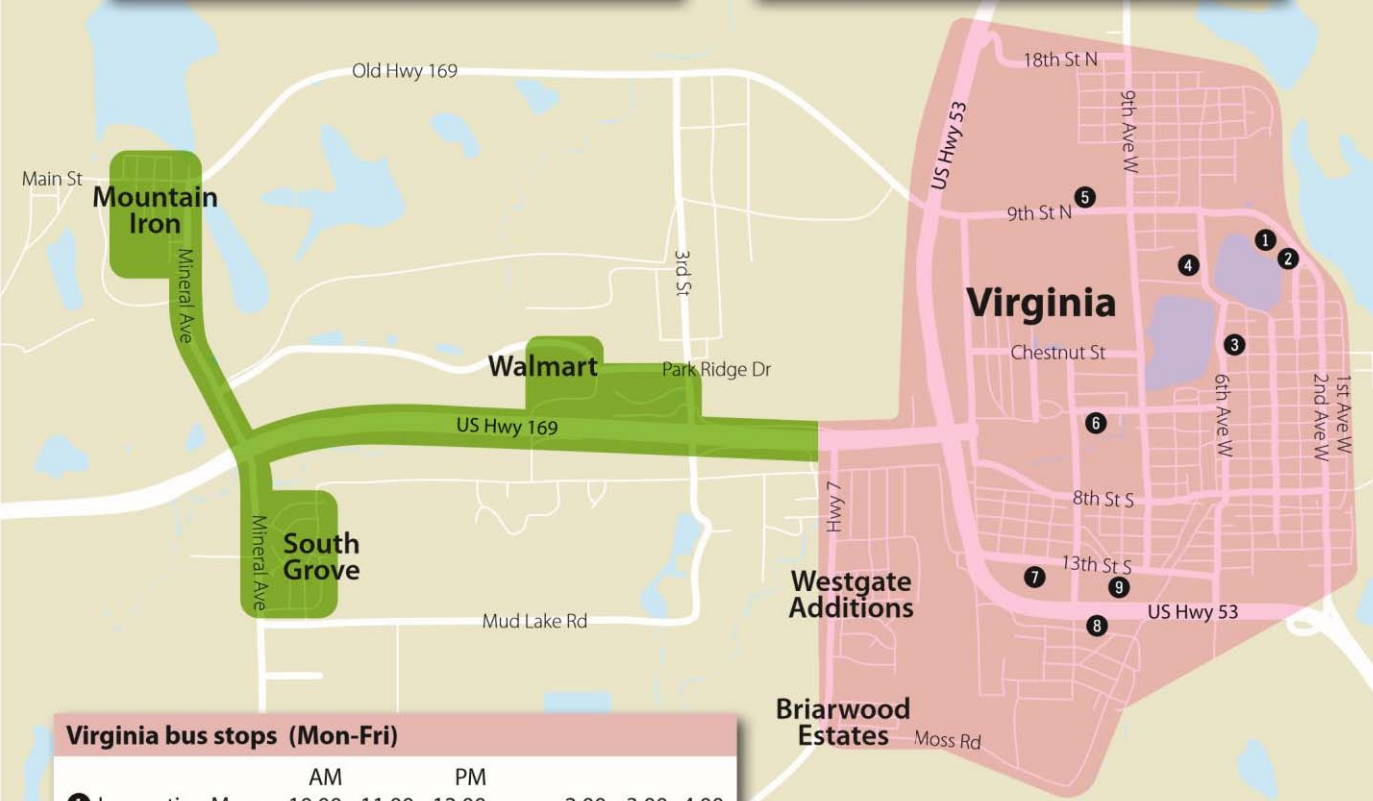 18th St N
Old Hwy 169
9th Ave W
US Hwy 53
Main St
Mountain
Iron
5
9th St N
1
2
4
Mineral Ave
3rd St
Virginia
3
Chestnut St
Walmart
Park Ridge Dr
6th Ave W
2nd Ave W
1st Ave W
6
US Hwy 169
Hwy 7
8th St S
Mineral Ave
South
Grove
13th St S
7
9
Westgate
Additions
US Hwy 53
Mud Lake Rd
8
Briarwood
Estates
Moss Rd
Virginia bus stops (Mon-Fri)
AM PM